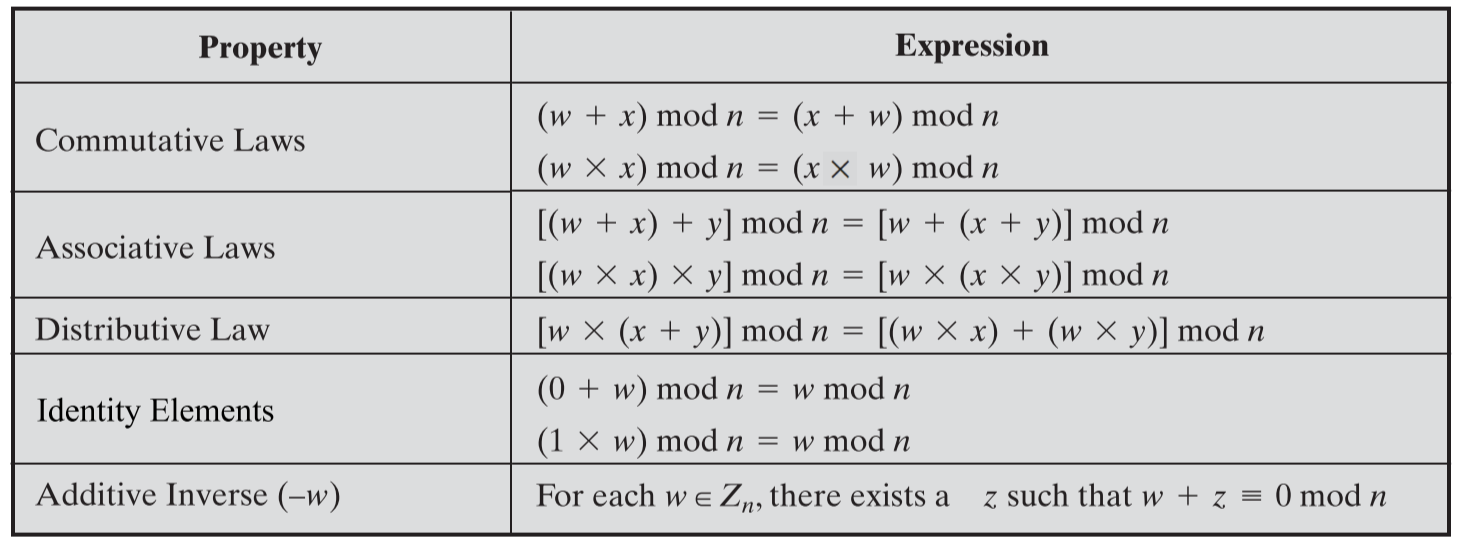 Property
Expression
Commutative Laws
(w + x) mod n = (x + w) mod n
(w × x) mod n = (x × w) mod n
Associative Laws
[(w + x) + y] mod n = [w + (x + y)] mod n
[(w × x) × y] mod n = [w × (x × y)] mod n
Distributive Law
[w × (x + y)] mod n = [(w × x) + (w × y)] mod n
Identity Elements
(0 + w) mod n = w mod n
(1 × w) mod n = w mod n
Additive Inverse (–w)
For each w ∈ Zₙ, there exists a z such that w + z ≡ 0 mod n